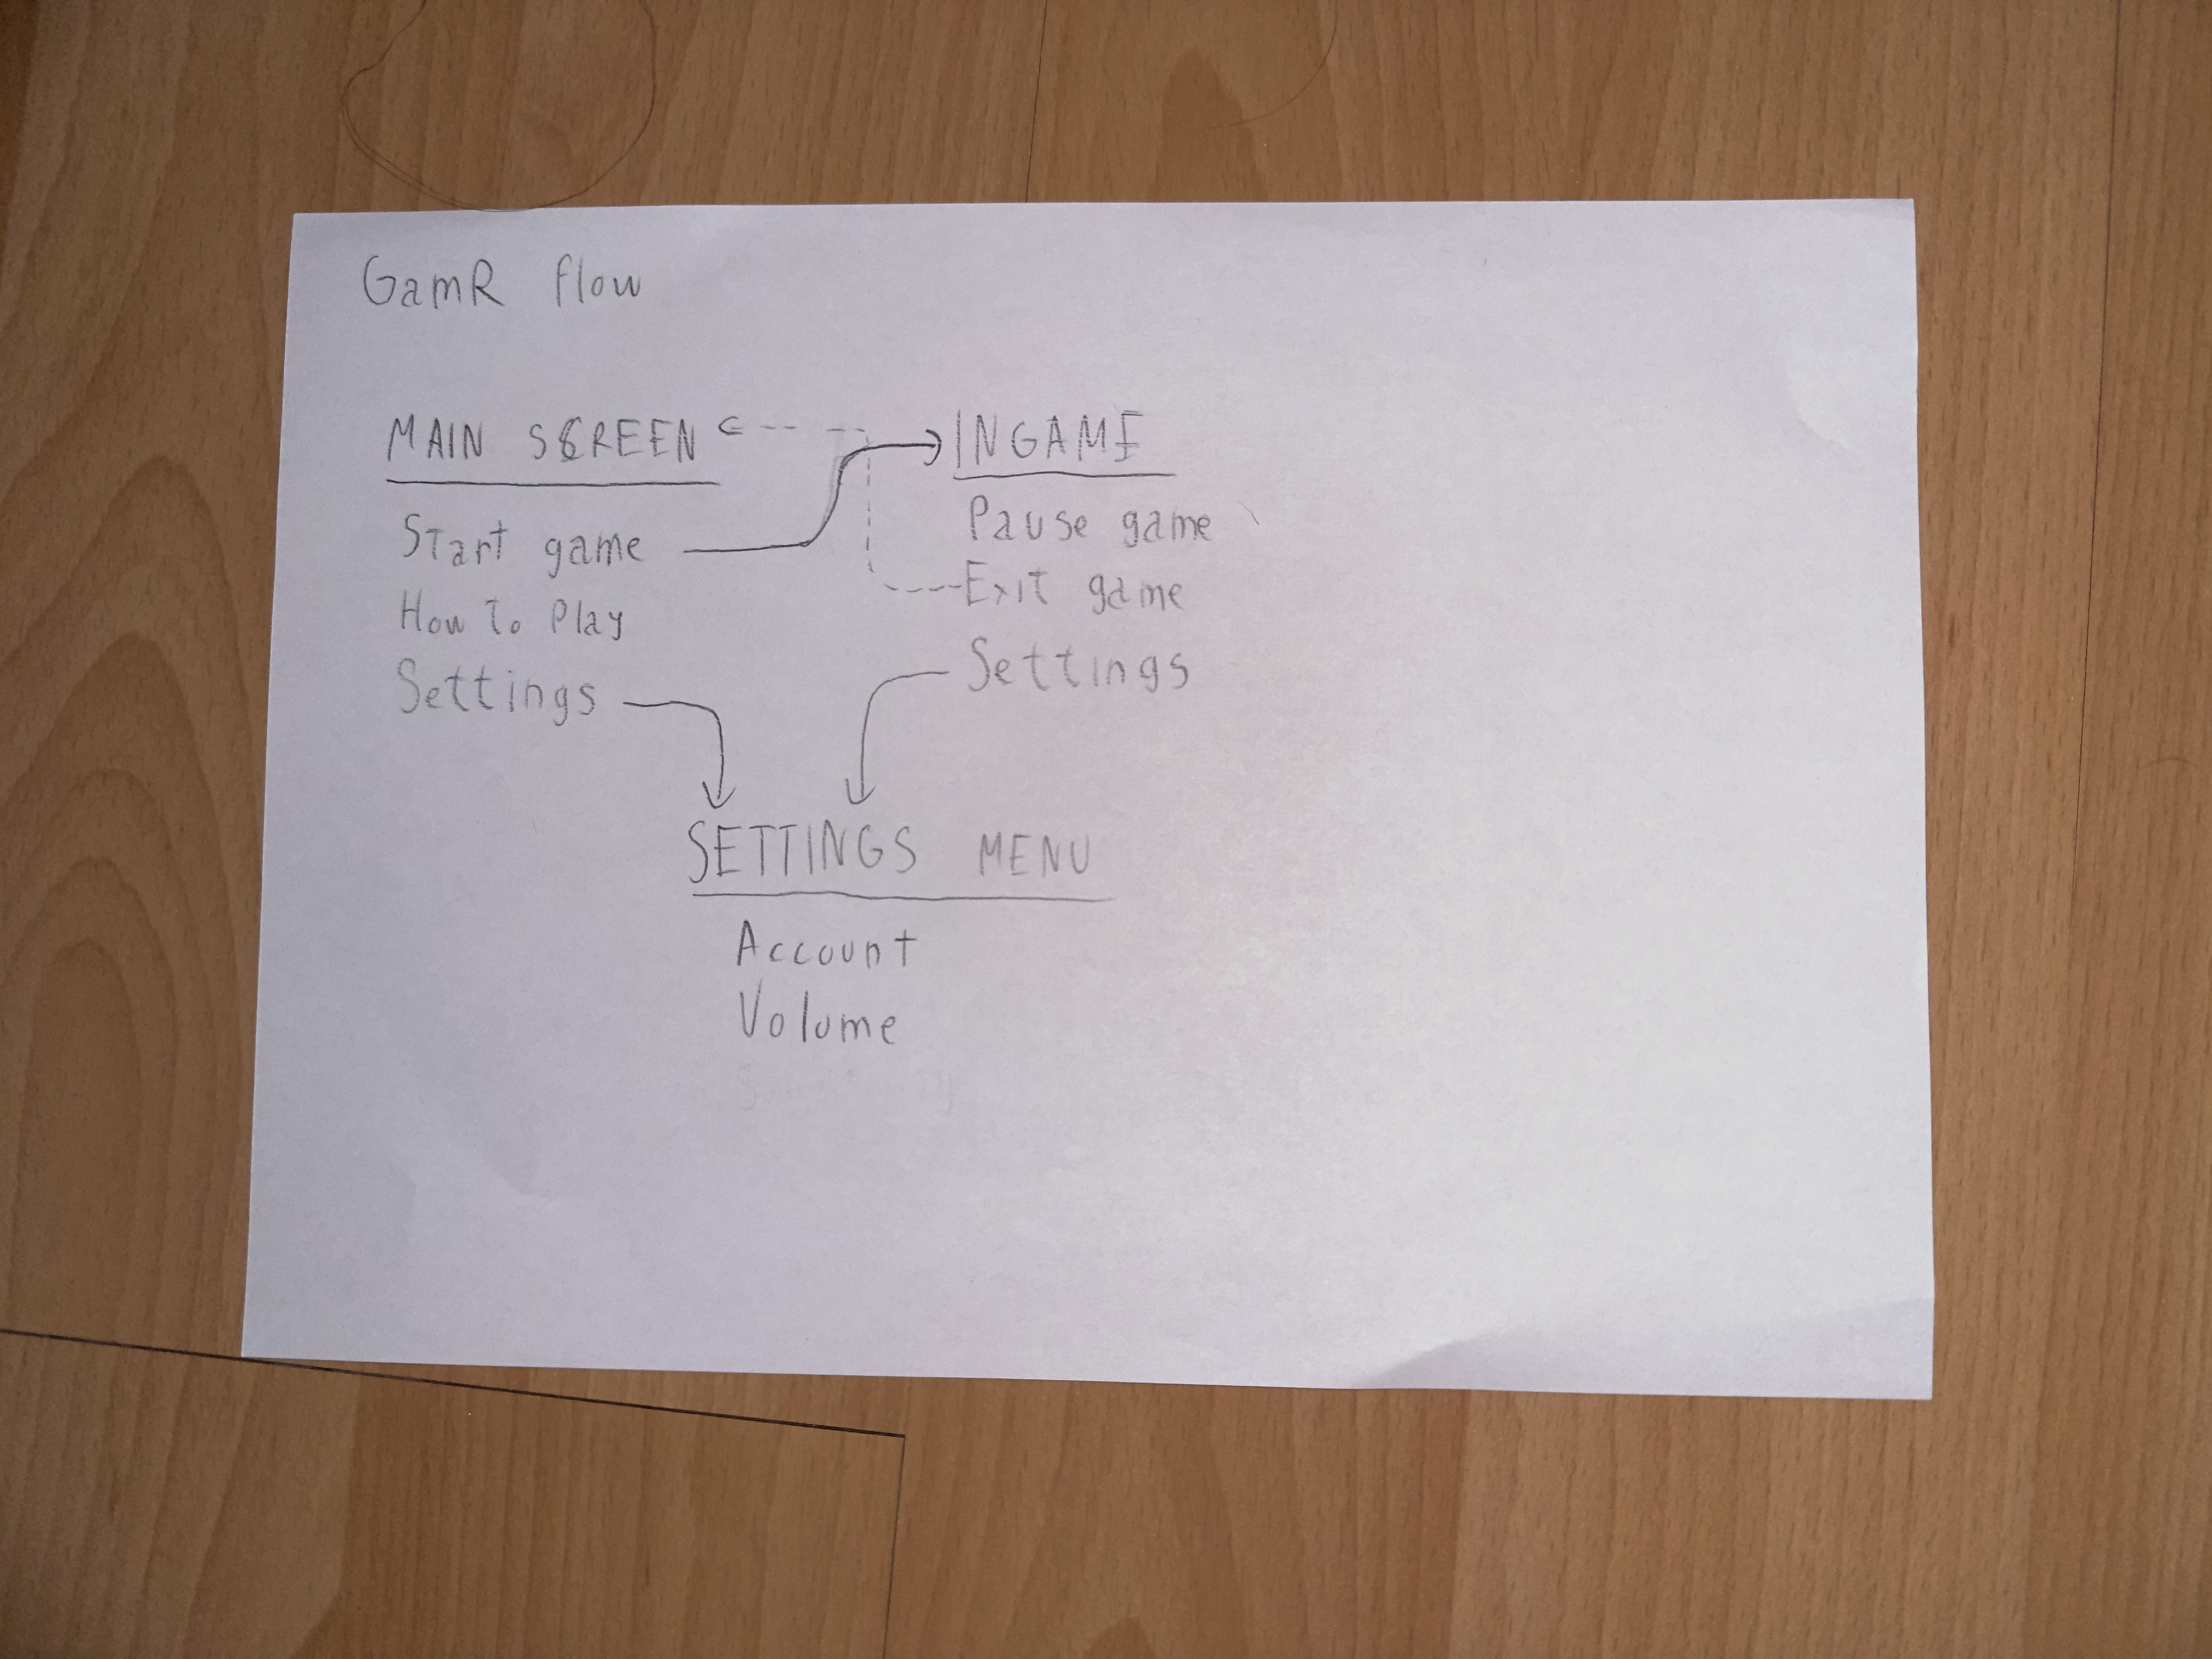 GamR flow
MAIN SCREEN
Start game
How To Play
Settings
INGAME
Pause game
Exit game
Settings
SETTINGS MENU
Account
Volume